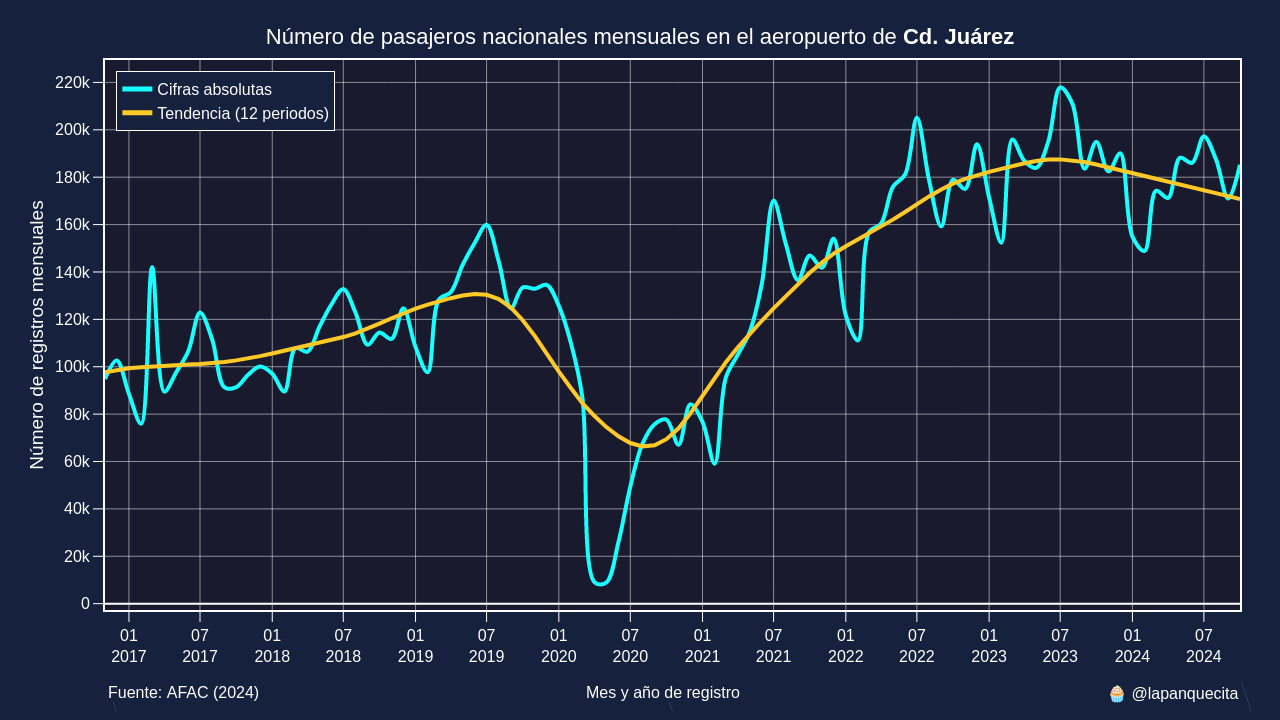 Número de pasajeros nacionales mensuales en el aeropuerto de Cd. Juárez
Cifras absolutas
Tendencia (12 periodos)
Número de registros mensuales
220k
200k
180k
160k
140k
120k
100k
80k
60k
40k
20k
0
01 07 01 07 01 07 01 07 01 07 01 07 01 07 01 07
2017 2017 2018 2018 2019 2019 2020 2020 2021 2021 2022 2022 2023 2023 2024 2024
Fuente: AFAC (2024)
Mes y año de registro
🧁 @lapanquecita